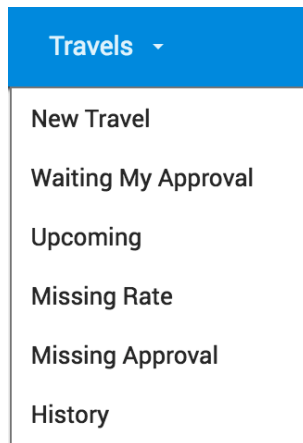 Travels
New Travel
Waiting My Approval
Upcoming
Missing Rate
Missing Approval
History